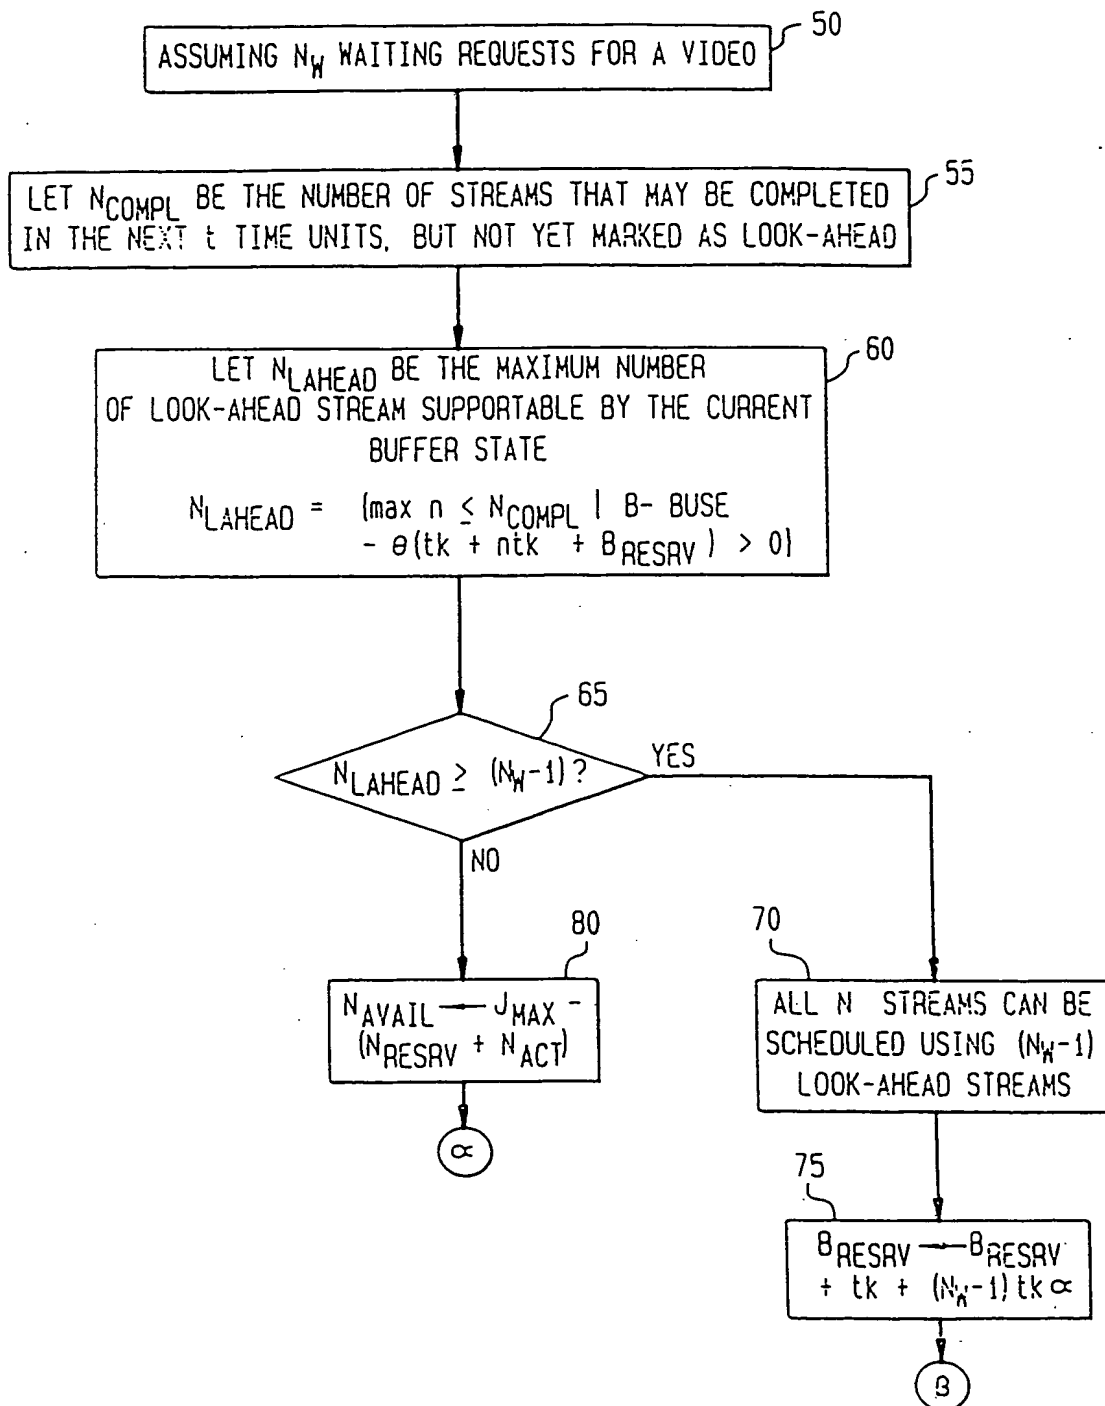 50
ASSUMING N_W WAITING REQUESTS FOR A VIDEO
55
LET N_COMPL BE THE NUMBER OF STREAMS THAT MAY BE COMPLETED
IN THE NEXT t TIME UNITS, BUT NOT YET MARKED AS LOOK-AHEAD
60
LET N_LAHEAD BE THE MAXIMUM NUMBER
OF LOOK-AHEAD STREAM SUPPORTABLE BY THE CURRENT
BUFFER STATE
N_LAHEAD = (max n ≤ N_COMPL | B- BUSE
- θ(tk + ntk + B_RESRV) > 0)
65
N_LAHEAD ≥ (N_W-1)?
YES
NO
80
N_AVAIL ← J_MAX -
(N_RESRV + N_ACT)
∝
70
ALL N STREAMS CAN BE
SCHEDULED USING (N_W-1)
LOOK-AHEAD STREAMS
75
B_RESRV ← B_RESRV
+ tk + (N_W-1)tk∝
β